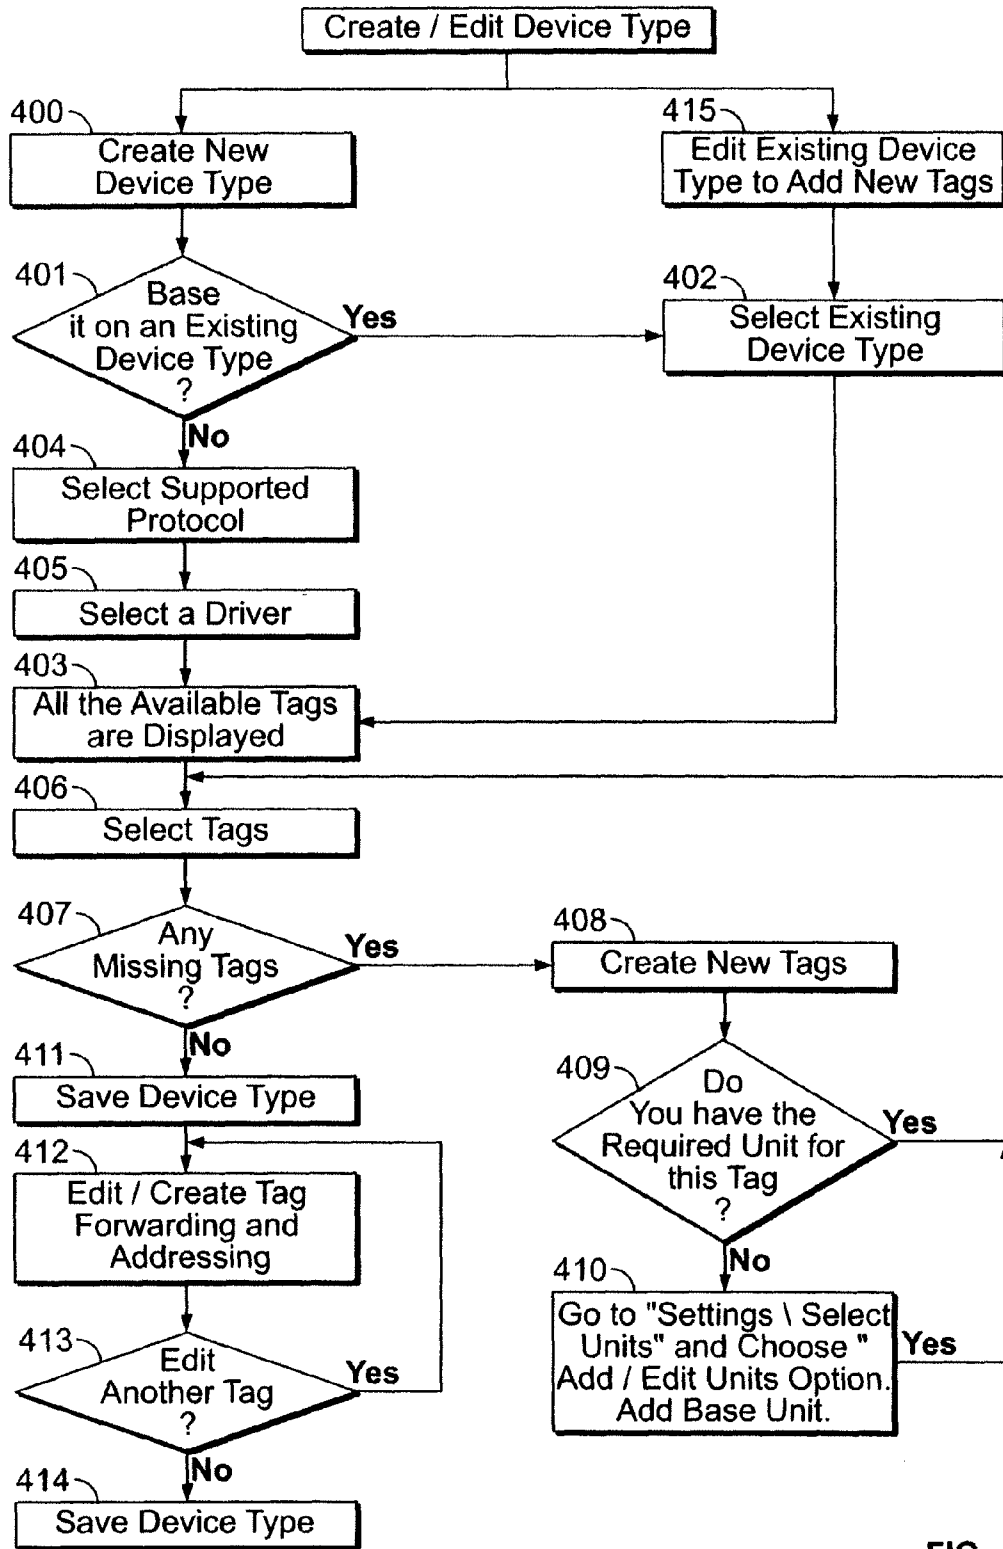 Create / Edit Device Type
400
Create New
Device Type
415
Edit Existing Device
Type to Add New Tags
401
Base
it on an Existing
Device Type
?
Yes
402
Select Existing
Device Type
No
404
Select Supported
Protocol
405
Select a Driver
403
All the Available Tags
are Displayed
406
Select Tags
407
Any
Missing Tags
?
Yes
408
Create New Tags
No
409
Do
You have the
Required Unit for
this Tag
?
Yes
411
Save Device Type
412
Edit / Create Tag
Forwarding and
Addressing
No
410
Go to "Settings \ Select
Units" and Choose "
Add / Edit Units Option.
Add Base Unit.
Yes
413
Edit
Another Tag
?
Yes
No
414
Save Device Type